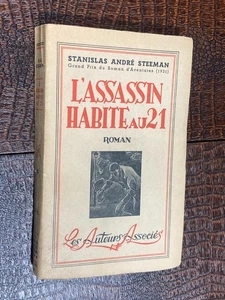 STANISLAS ANDRÉ STEEMAN
Grand Prix du Roman d'Aventures (1931)
L'ASSASSIN
HABITE AU 21
ROMAN
Les Auteurs Associés